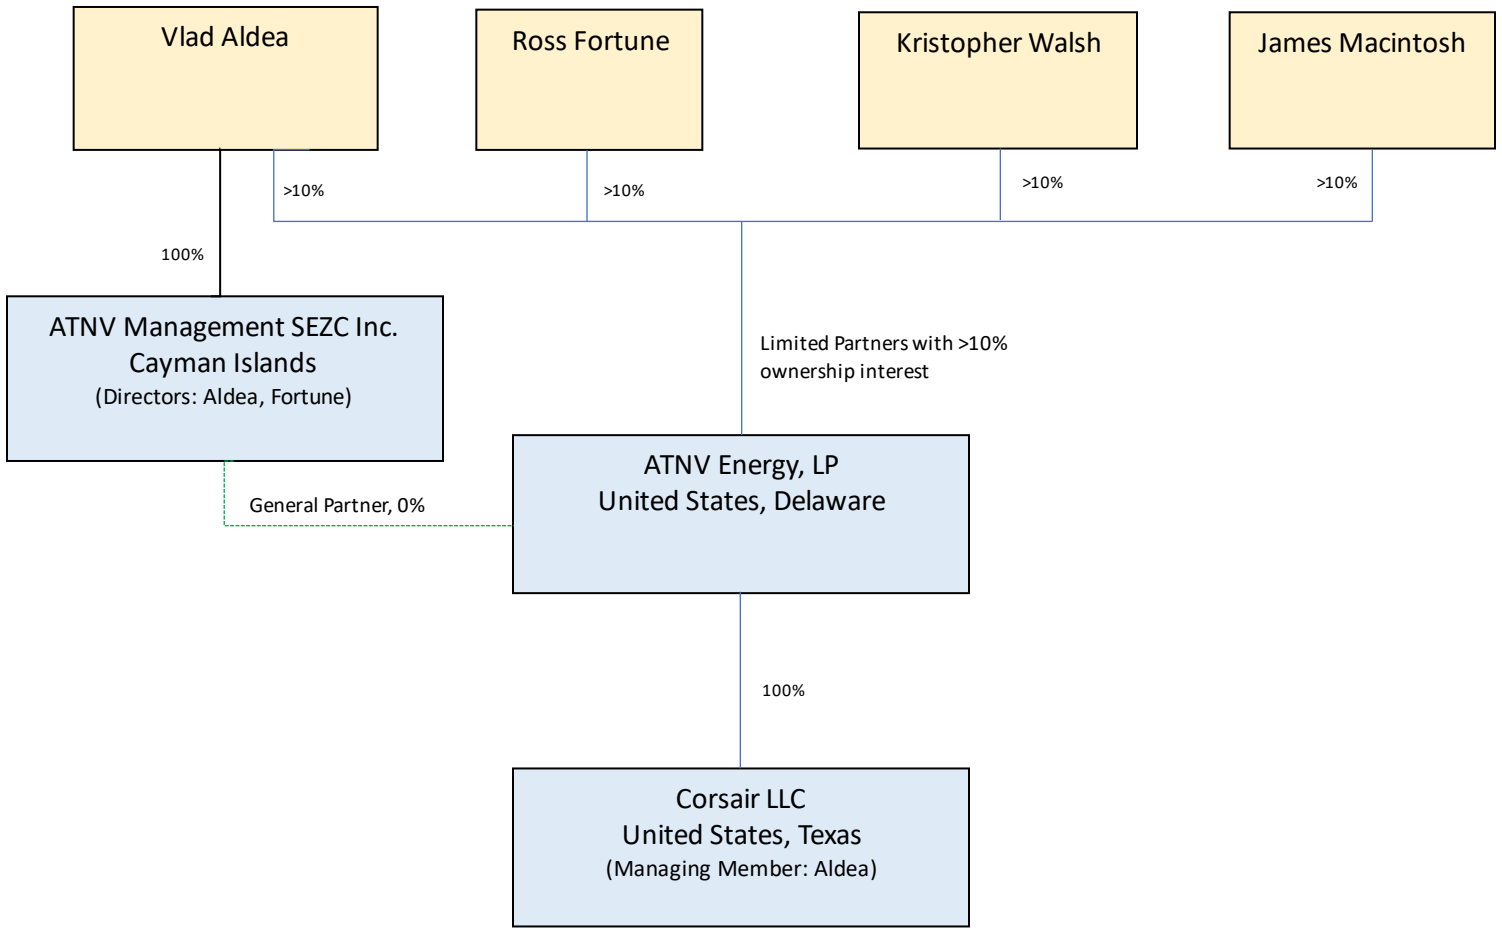 Vlad Aldea
Ross Fortune
Kristopher Walsh
James Macintosh
>10%
>10%
>10%
>10%
100%
ATNV Management SEZC Inc.
Cayman Islands
(Directors: Aldea, Fortune)
Limited Partners with >10%
ownership interest
General Partner, 0%
ATNV Energy, LP
United States, Delaware
100%
Corsair LLC
United States, Texas
(Managing Member: Aldea)